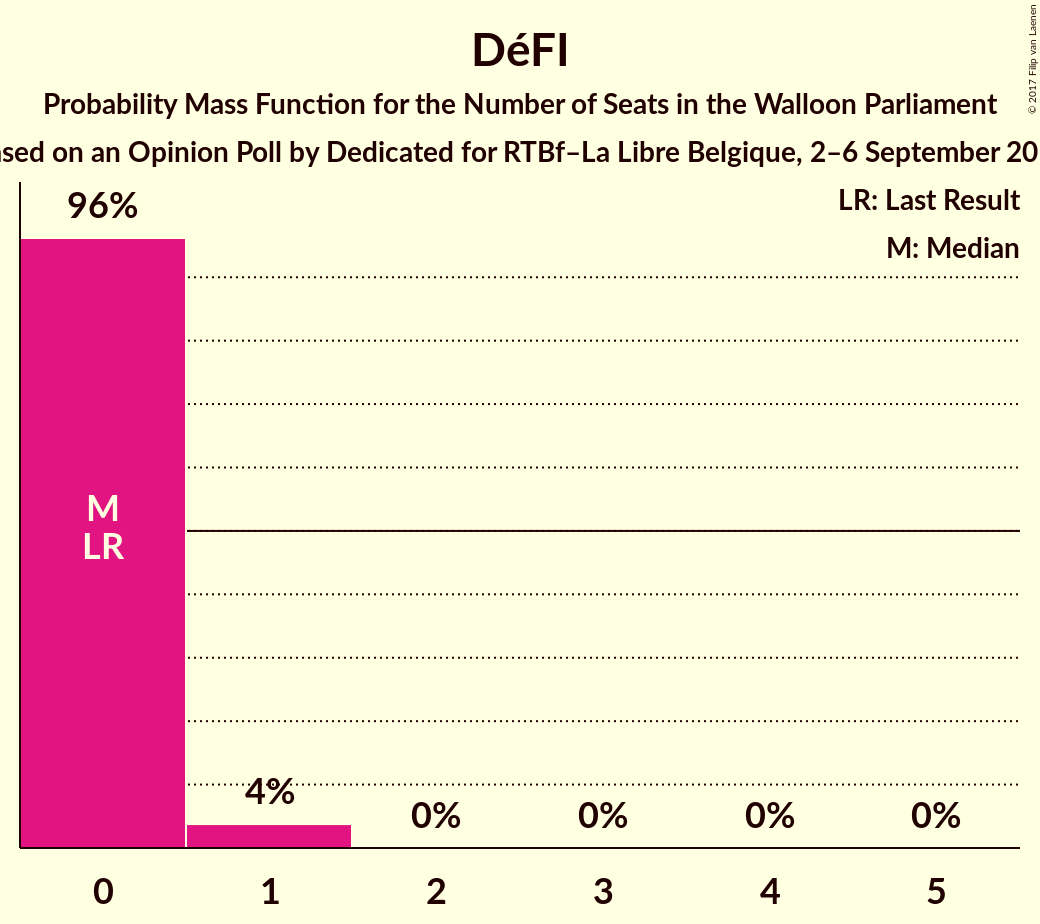 DéFI
Probability Mass Function for the Number of Seats in the Walloon Parliament
on an Opinion Poll by Dedicated for RTBf–La Libre Belgique, 2–6 September
LR: Last Result
M: Median
96%
M
LR
4%
0%
0%
0%
0%
0
1
2
3
4
5
© 2017 Filip van Laenen